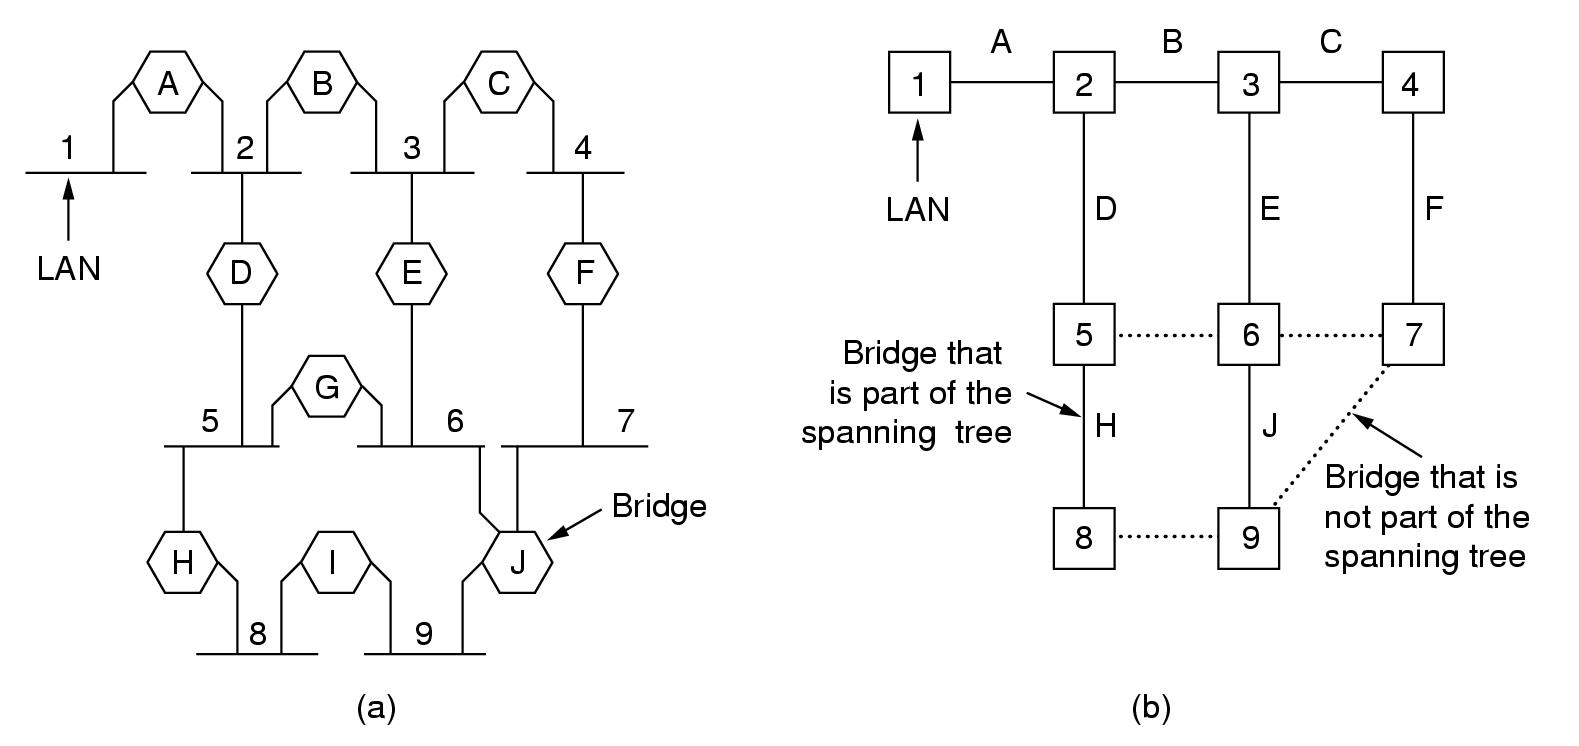 A
B
C
1
2
3
4
LAN
D
E
F
G
5
6
7
Bridge
H
I
J
8
9
(a)
A
B
C
1
2
3
4
LAN
D
E
F
5
6
7
Bridge that
is part of the
spanning tree
H
J
Bridge that is
not part of the
spanning tree
8
9
(b)